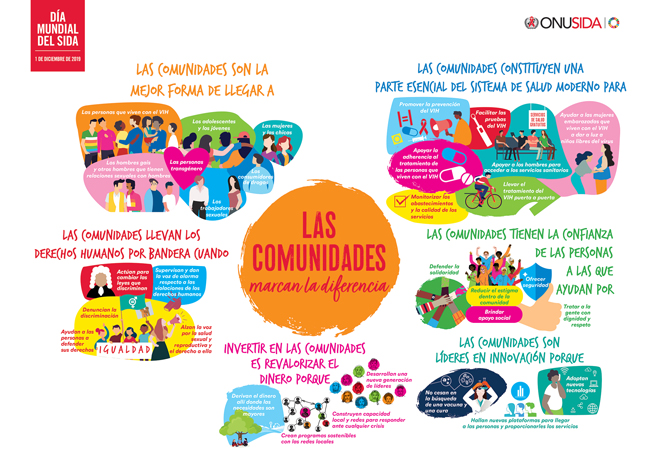 DÍA
MUNDIAL
DEL SIDA
1 DE DICIEMBRE DE 2019
ONUSIDA
LAS COMUNIDADES SON LA
MEJOR FORMA DE LLEGAR A
Las personas que viven con el VIH
Los adolescentes
y los jóvenes
Las mujeres
y las chicas
Los hombres gais
y otros hombres que tienen
relaciones sexuales con hombres
Las personas
transgénero
Los consumidores
de drogas
Los
trabajadores
sexuales
LAS COMUNIDADES CONSTITUYEN UNA
PARTE ESENCIAL DEL SISTEMA DE SALUD MODERNO PARA
Promover la prevención
del VIH
Facilitar las
pruebas
del VIH
SERVICIOS
DE SALUD
GRATUITOS
Ayudar a las mujeres
embarazadas que
viven con el VIH
a dar a luz a
niños libres del virus
Apoyar la
adherencia al
tratamiento de
las personas que
viven con el VIH
Apoyar a los hombres para
acceder a los servicios sanitarios
Monitorizar los
abastecimientos
y la calidad de los
servicios
Llevar el
tratamiento del
VIH puerta a puerta
LAS
COMUNIDADES
marcan la diferencia
LAS COMUNIDADES LLEVAN LOS
DERECHOS HUMANOS POR BANDERA CUANDO
Actúan para
cambiar las
leyes que
discriminan
Supervisan y dan
la voz de alarma
respecto a las
violaciones de los
derechos humanos
Denuncian la
discriminación
Ayudan a las
personas a
defender
sus derechos
IGUALDAD
Alzan la voz
por la salud
sexual y
reproductiva y
el derecho a ella
LAS COMUNIDADES TIENEN LA CONFIANZA
DE LAS PERSONAS
A LAS QUE
AYUDAN POR
Defender la
solidaridad
Ofrecer
seguridad
Reducir el estigma
dentro de la
comunidad
Brindar
apoyo social
Tratar a la
gente con
dignidad y
respeto
INVERTIR EN LAS COMUNIDADES
ES REVALORIZAR EL
DINERO PORQUE
Desarrollan una
nueva generación
de líderes
Derivan el dinero
allí donde las
necesidades son
mayores
Construyen capacidad
local y redes para responder
ante cualquier crisis
Crean programas sostenibles
con las redes locales
LAS COMUNIDADES SON
LÍDERES EN INNOVACIÓN PORQUE
No cesan en
la búsqueda
de una vacuna y
una cura
Adoptan
nuevas
tecnologías
Hallan nuevas plataformas para llegar
a las personas y proporcionarles los servicios